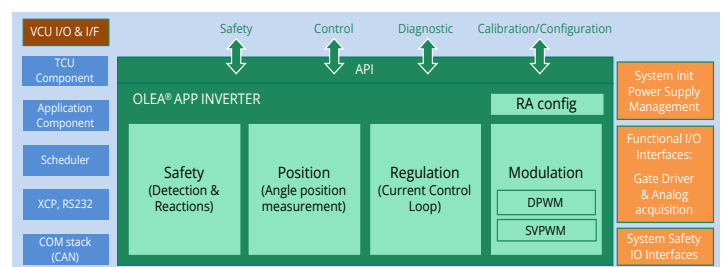 VCU I/O & I/F
Safety
Control
Diagnostic
Calibration/Configuration
TCU
Component
Application
Component
Scheduler
XCP, RS232
COM stack
(CAN)
API
OLEA® APP INVERTER
RA config
Safety
(Detection &
Reactions)
Position
(Angle position
measurement)
Regulation
(Current Control
Loop)
Modulation
DPWM
SVPWM
System Init
Power Supply
Management
Functional I/O
Interfaces:
Gate Driver
& Analog
acquisition
System Safety
IO Interfaces